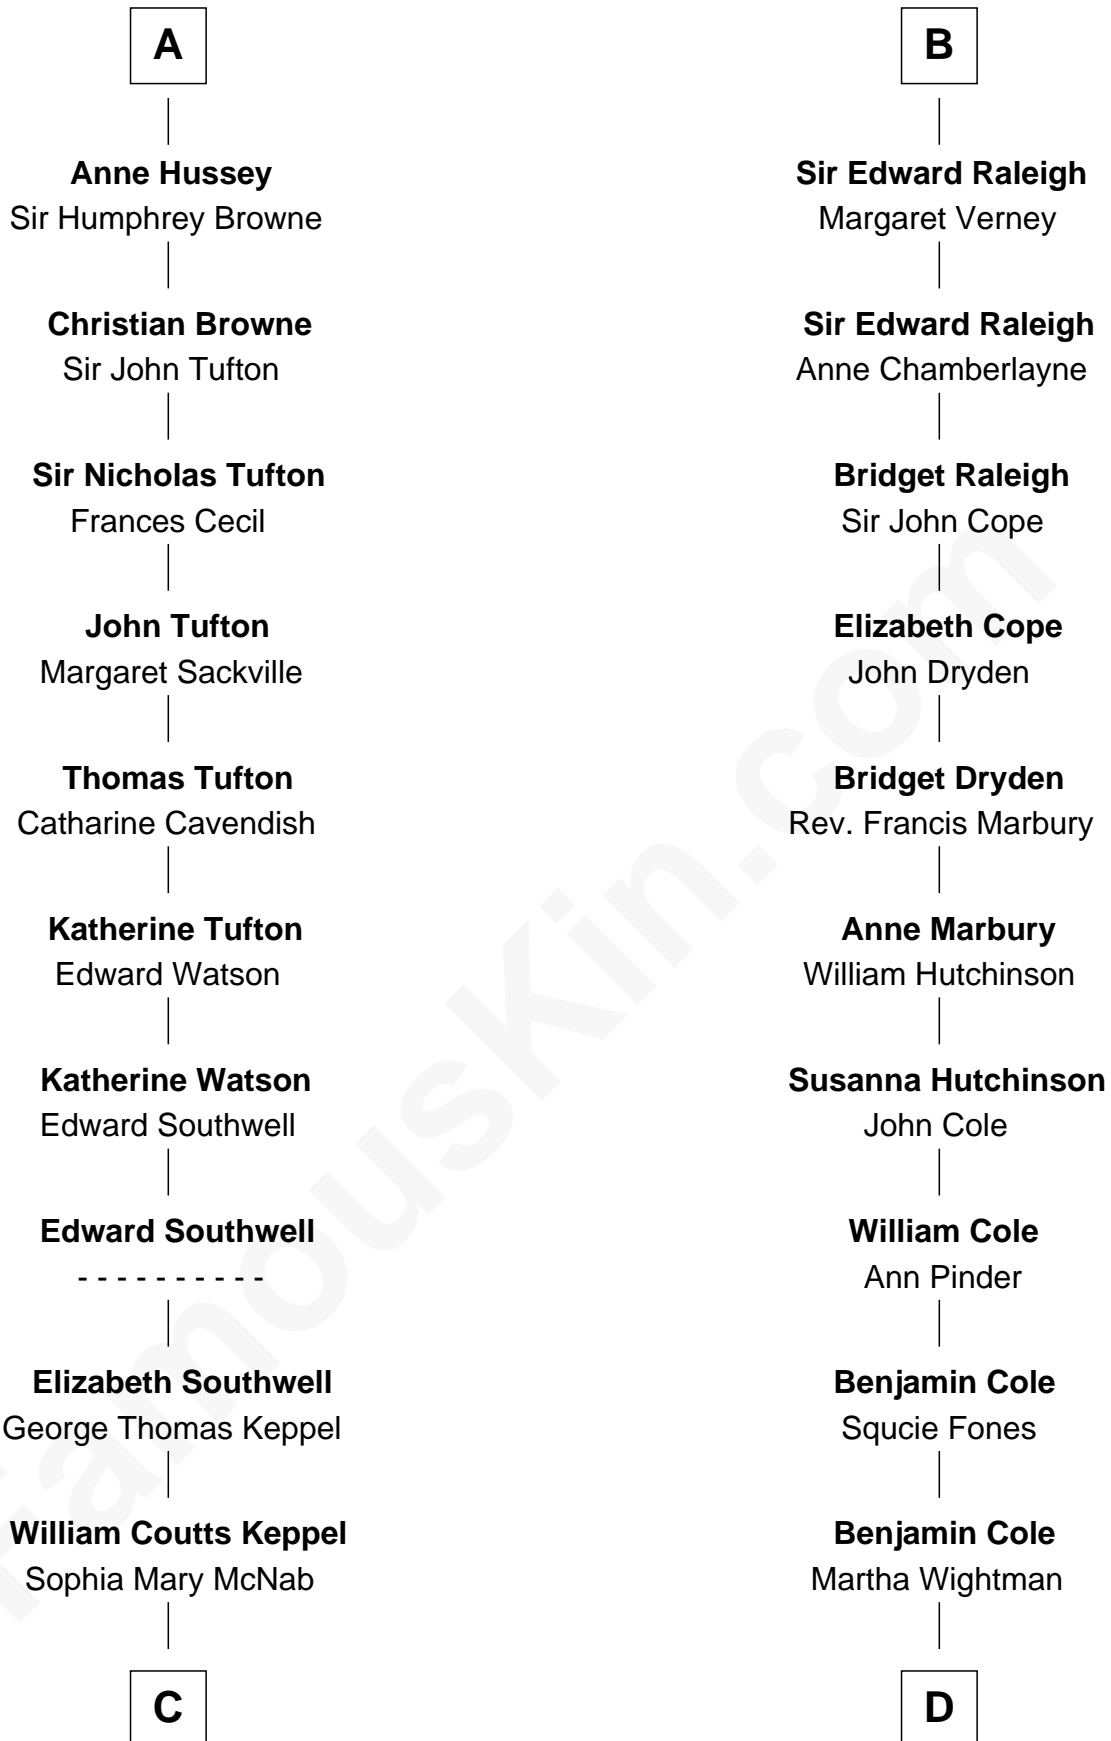 A
Anne Hussey
Sir Humphrey Browne
Christian Browne
Sir John Tufton
Sir Nicholas Tufton
Frances Cecil
John Tufton
Margaret Sackville
Thomas Tufton
Catharine Cavendish
Katherine Tufton
Edward Watson
Katherine Watson
Edward Southwell
Edward Southwell
- - - - - - - - - -
Elizabeth Southwell
George Thomas Keppel
William Coutts Keppel
Sophia Mary McNab
C
B
Sir Edward Raleigh
Margaret Verney
Sir Edward Raleigh
Anne Chamberlayne
Bridget Raleigh
Sir John Cope
Elizabeth Cope
John Dryden
Bridget Dryden
Rev. Francis Marbury
Anne Marbury
William Hutchinson
Susanna Hutchinson
John Cole
William Cole
Ann Pinder
Benjamin Cole
Squcie Fones
Benjamin Cole
Martha Wightman
D
FamousKin.com